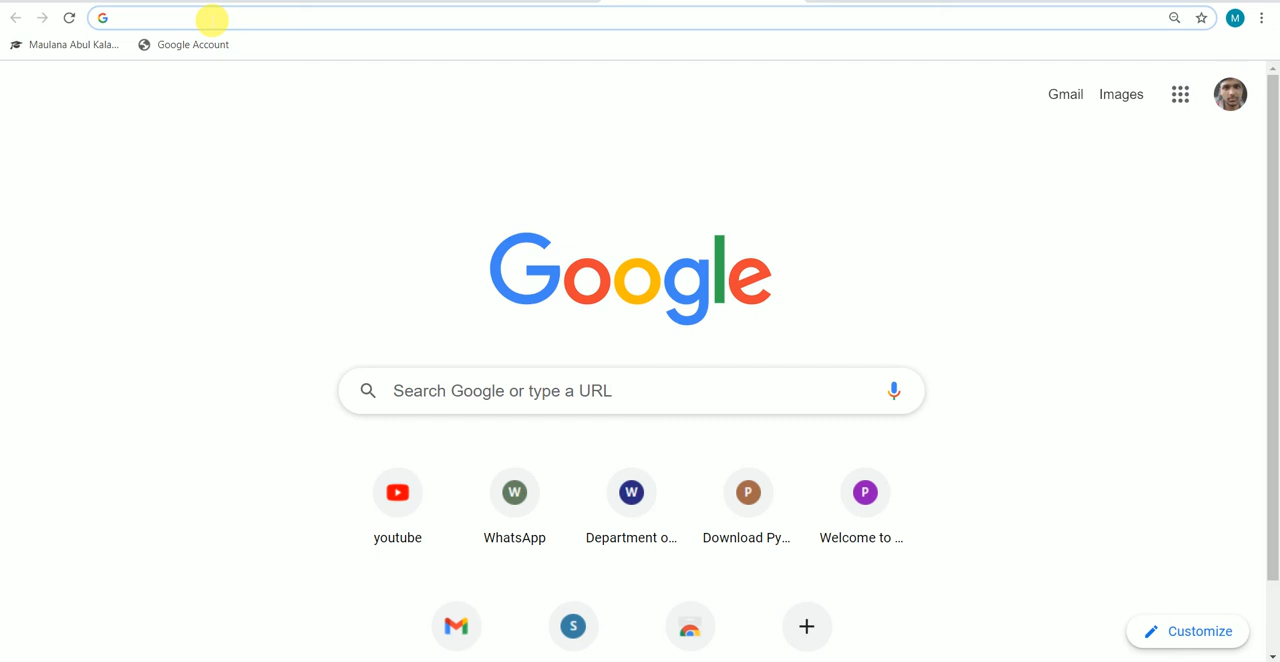 Maulana Abul Kala...
Google Account
M
Gmail
Images
Google
Search Google or type a URL
W
W
P
P
youtube
WhatsApp
Department o...
Download Py...
Welcome to ...
S
Customize